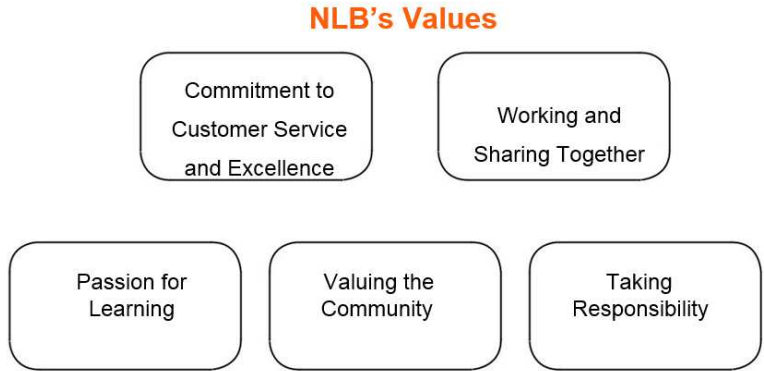 NLB’s Values
Commitment to
Customer Service
and Excellence
Working and
Sharing Together
Passion for
Learning
Valuing the
Community
Taking
Responsibility